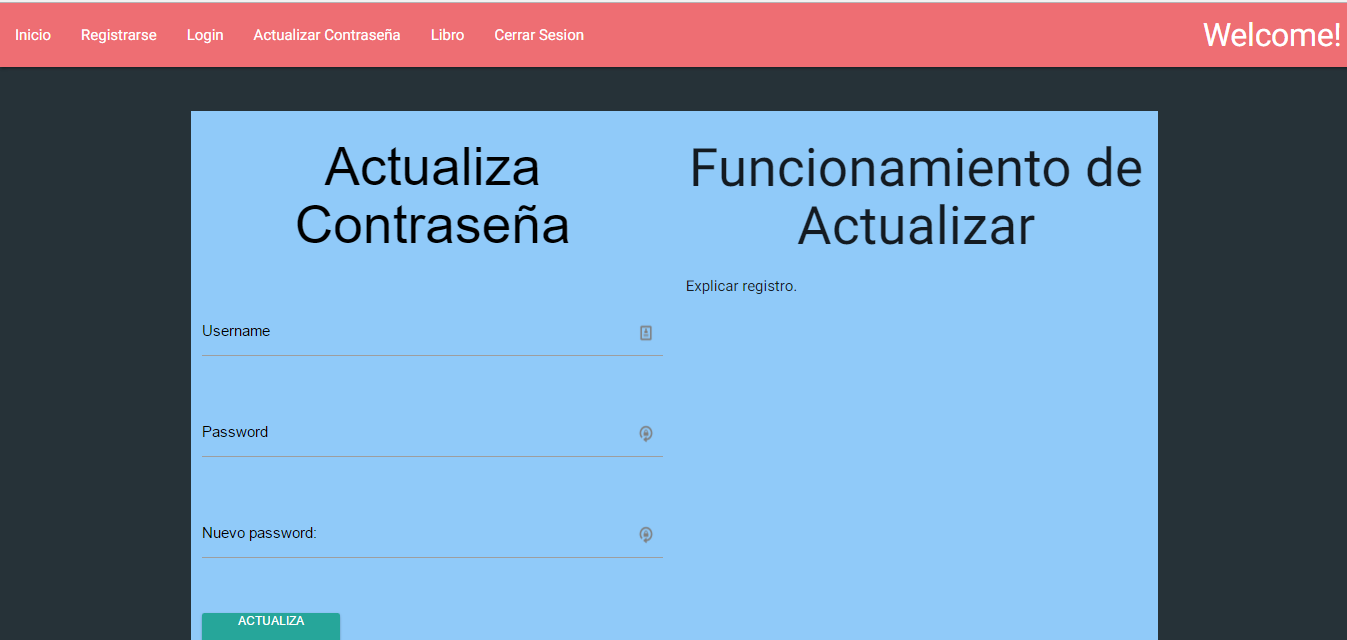 Inicio Registrarse Login Actualizar Contraseña Libro Cerrar Sesion Welcome!
Actualiza
Contraseña
Username
Password
Nuevo password:
ACTUALIZA
Funcionamiento de
Actualizar
Explicar registro.